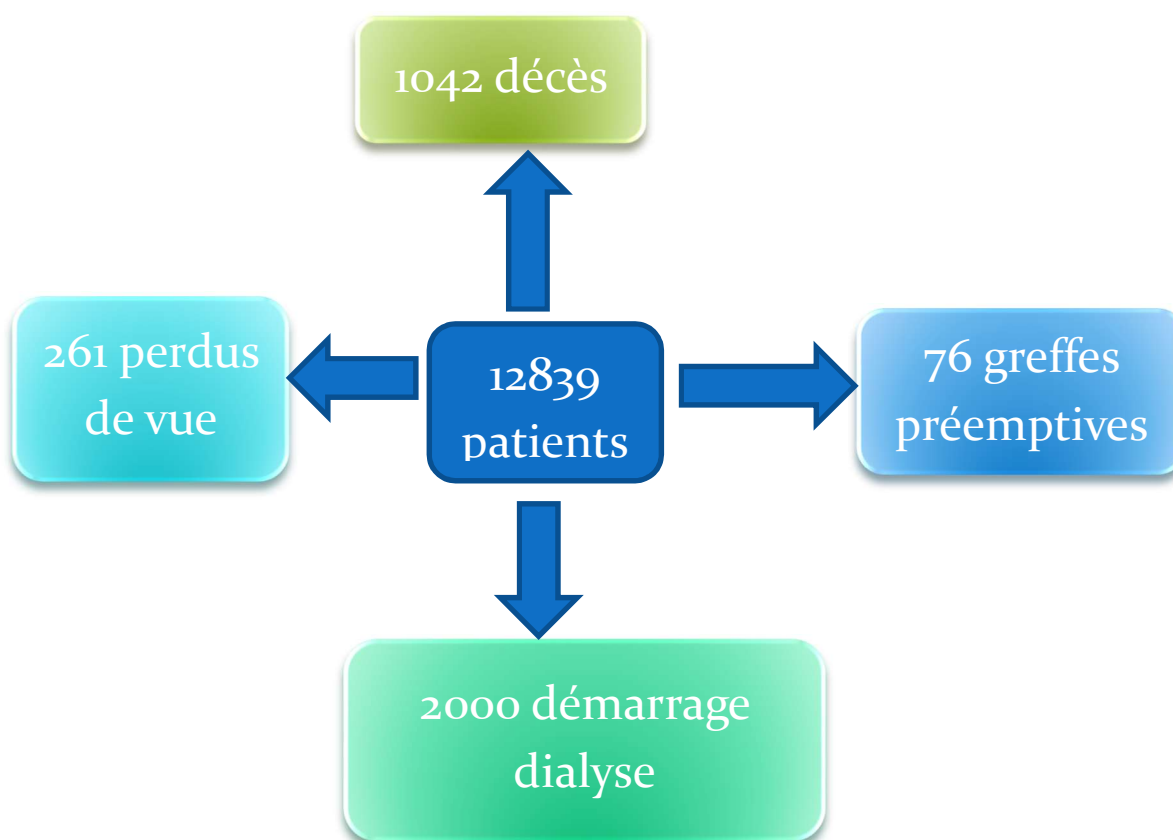 1042 décès
261 perdus
de vue
12839
patients
76 greffes
préemptives
2000 démarrage
dialyse